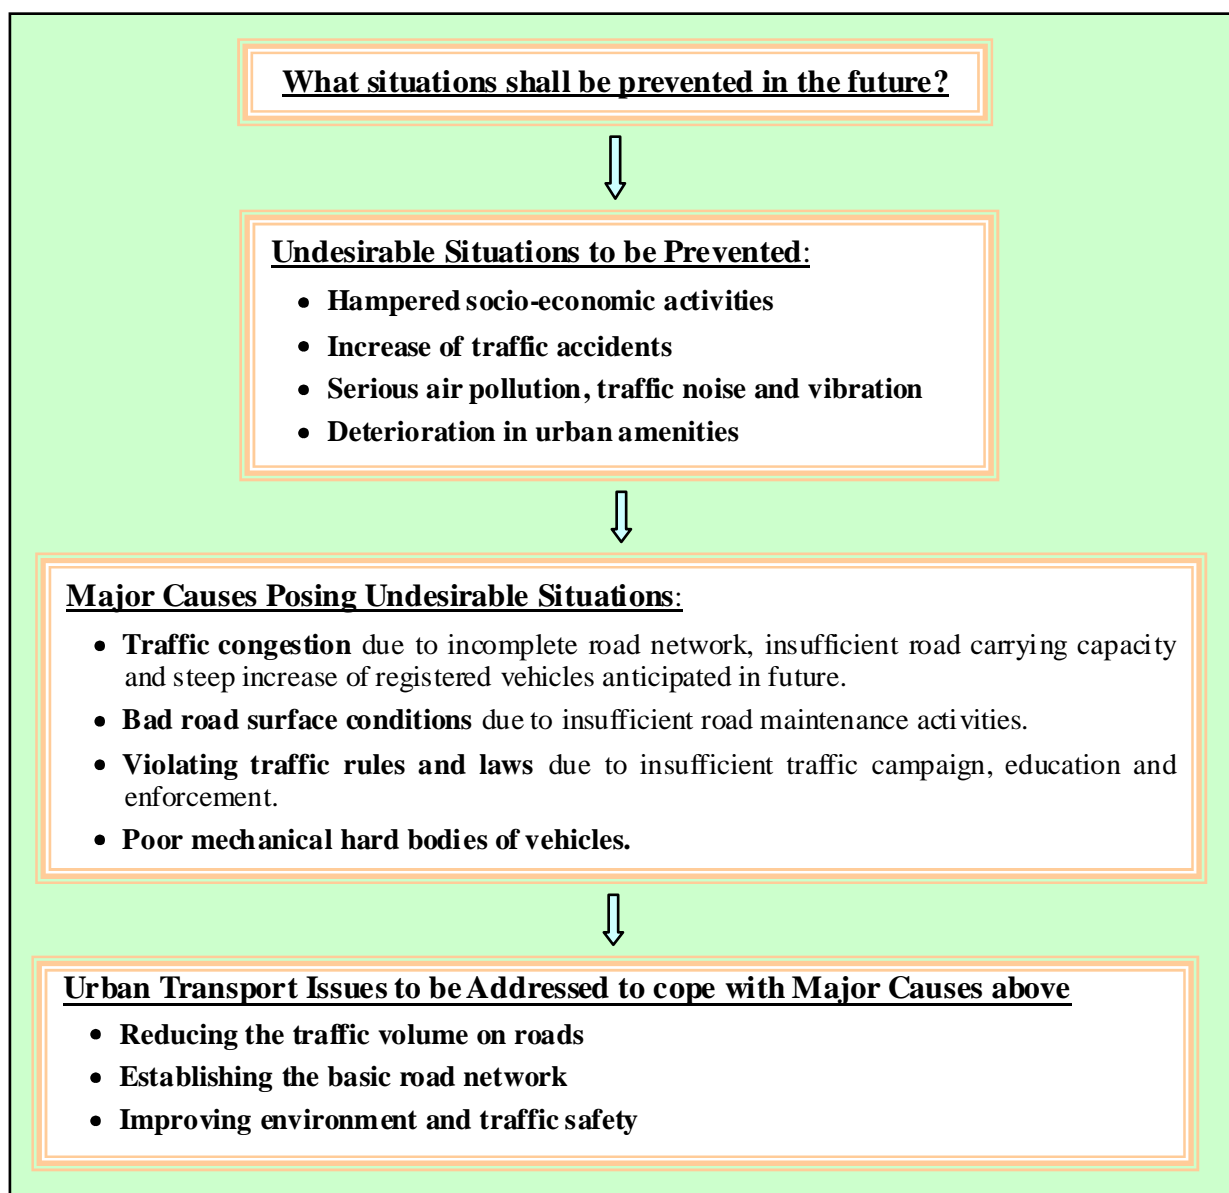 What situations shall be prevented in the future?
Undesirable Situations to be Prevented:
• Hampered socio-economic activities
• Increase of traffic accidents
• Serious air pollution, traffic noise and vibration
• Deterioration in urban amenities
Major Causes Posing Undesirable Situations:
• Traffic congestion due to incomplete road network, insufficient road carrying capacity
and steep increase of registered vehicles anticipated in future.
• Bad road surface conditions due to insufficient road maintenance activities.
• Violating traffic rules and laws due to insufficient traffic campaign, education and
enforcement.
• Poor mechanical hard bodies of vehicles.
Urban Transport Issues to be Addressed to cope with Major Causes above
• Reducing the traffic volume on roads
• Establishing the basic road network
• Improving environment and traffic safety